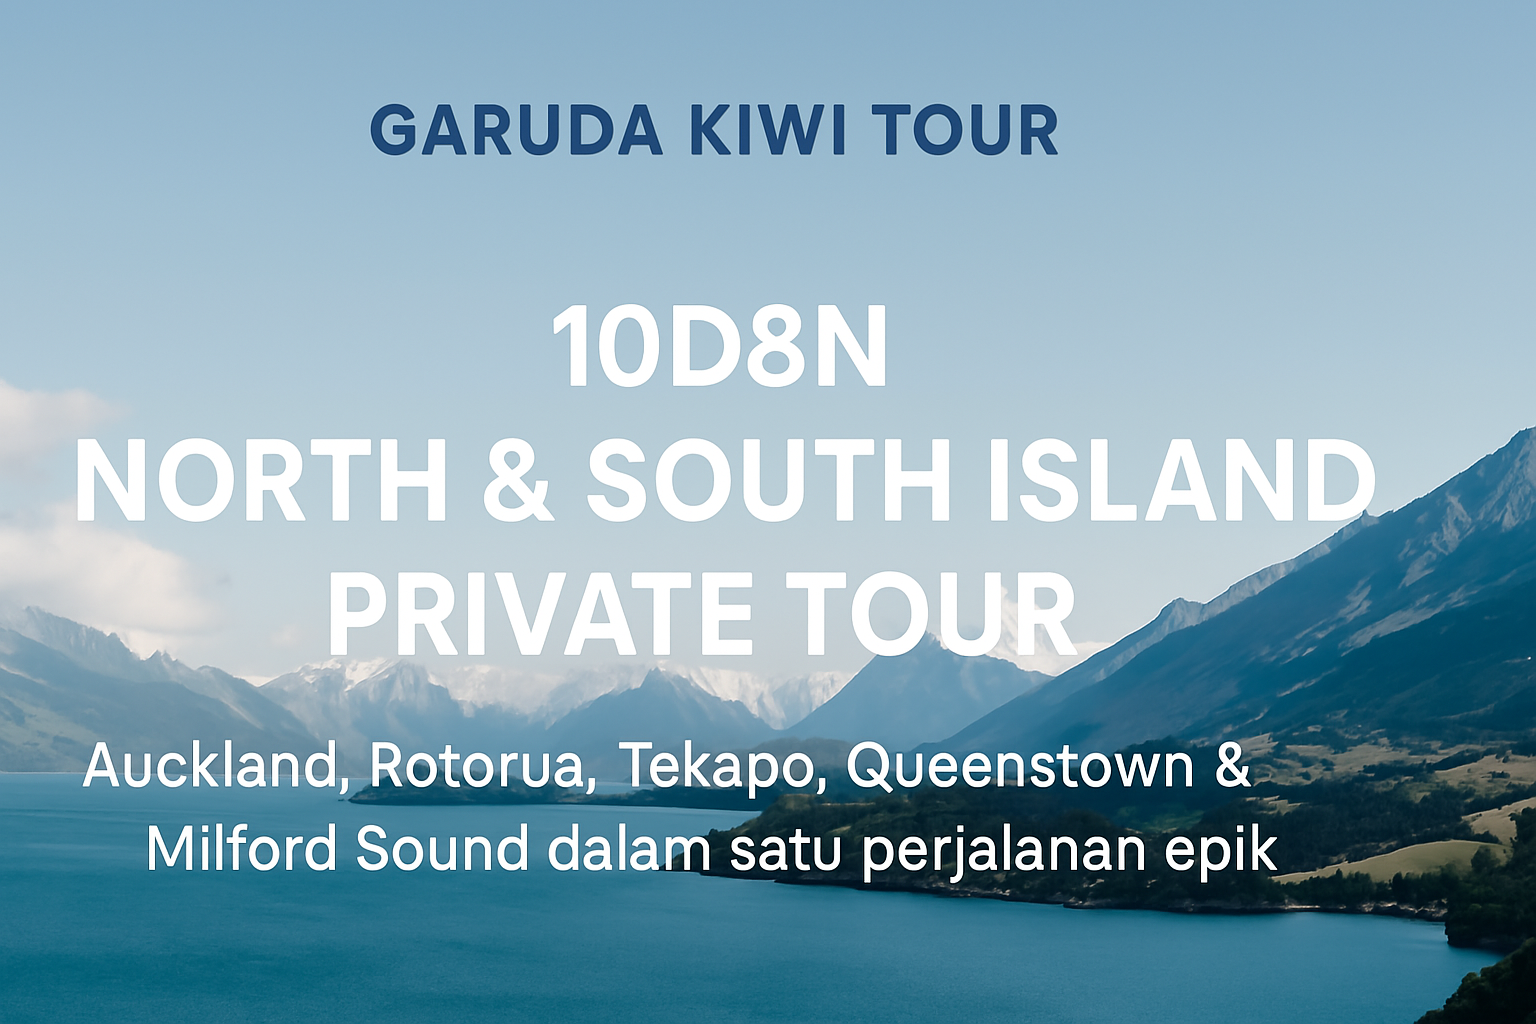 GARUDA KIWI TOUR
10D8N
NORTH & SOUTH ISLAND
PRIVATE TOUR
Auckland, Rotorua, Tekapo, Queenstown &
Milford Sound dalam satu perjalanan epik